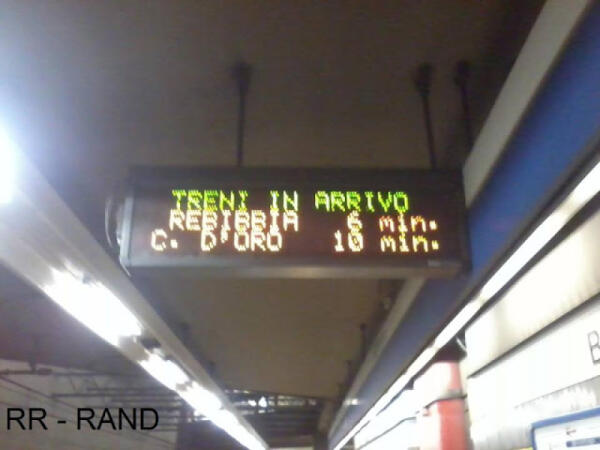 TRENI IN ARRIVO
REBIBBIA 6 min.
C. D'ORO 10 min.
B
RR - RAND